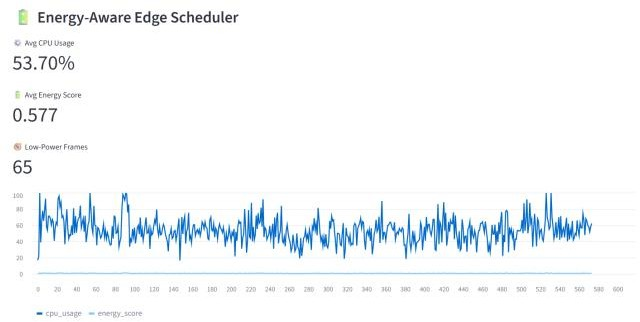 Energy-Aware Edge Scheduler
Avg CPU Usage
53.70%
Avg Energy Score
0.577
Low-Power Frames
65
100
80
60
40
20
0
0 20 40 60 80 100 120 140 160 180 200 220 240 260 280 300 320 340 360 380 400 420 440 460 480 500 520 540 560 580 600
cpu_usage energy_score